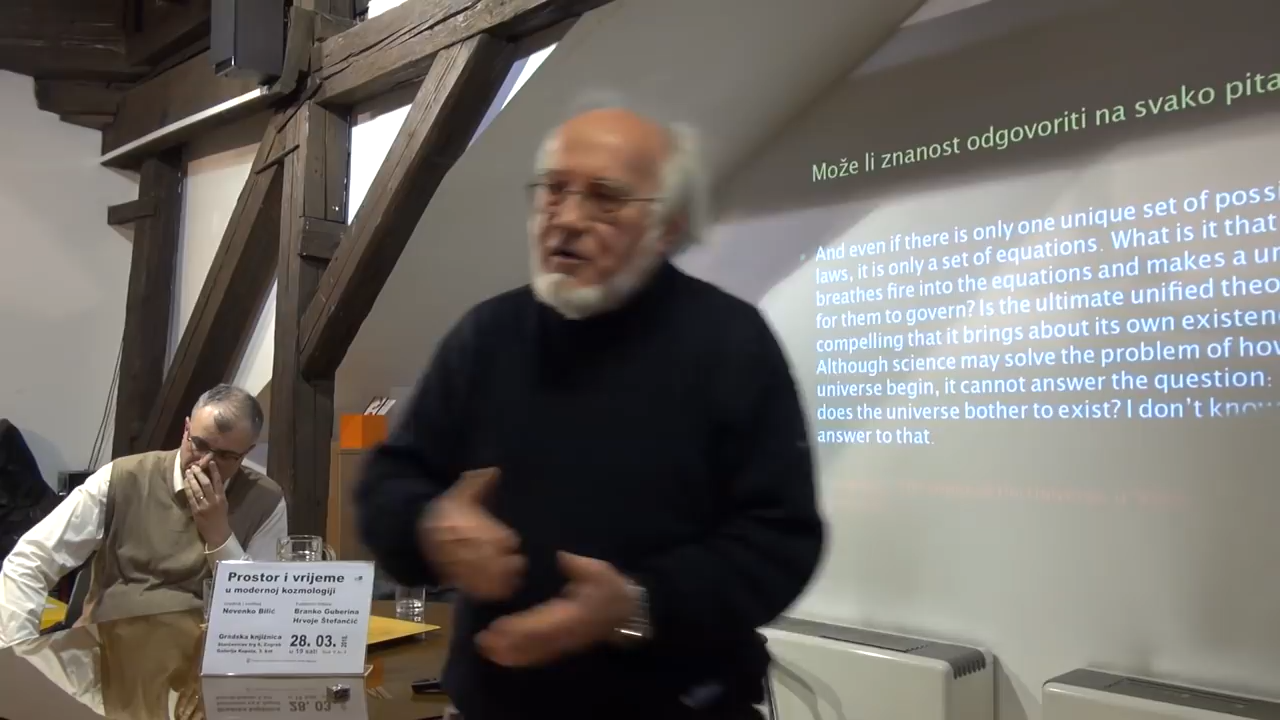 Može li znanost odgovoriti na svako pita
And even if there is only one unique set of possi
laws, it is only a set of equations. What is it that
breathes fire into the equations and makes a un
for them to govern? Is the ultimate unified theo
compelling that it brings about its own existen
Although science may solve the problem of how
universe begin, it cannot answer the question:
does the universe bother to exist? I don't know
answer to that.
Prostor i vrijeme
u modernoj kozmologiji
Nevenko Bilić
Branko Guberina
Hrvoje Štefančić
Gradska knjižnica
28. 03.